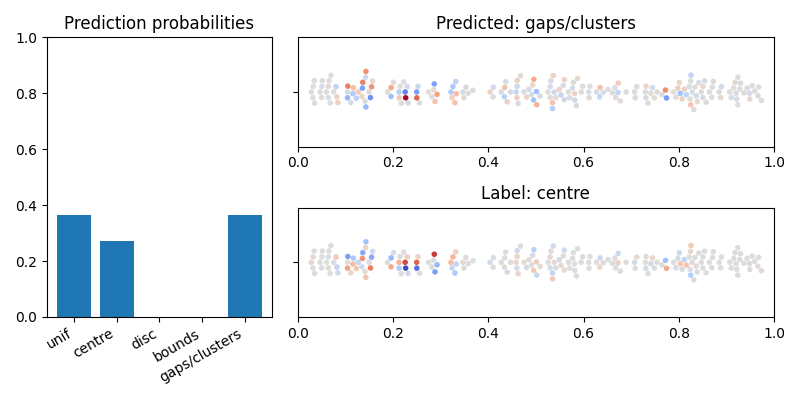 Prediction probabilities
1.0
0.8
0.6
0.4
0.2
0.0
unif
centre
disc
bounds
gaps/clusters
Predicted: gaps/clusters
0.0 0.2 0.4 0.6 0.8 1.0
Label: centre
0.0 0.2 0.4 0.6 0.8 1.0